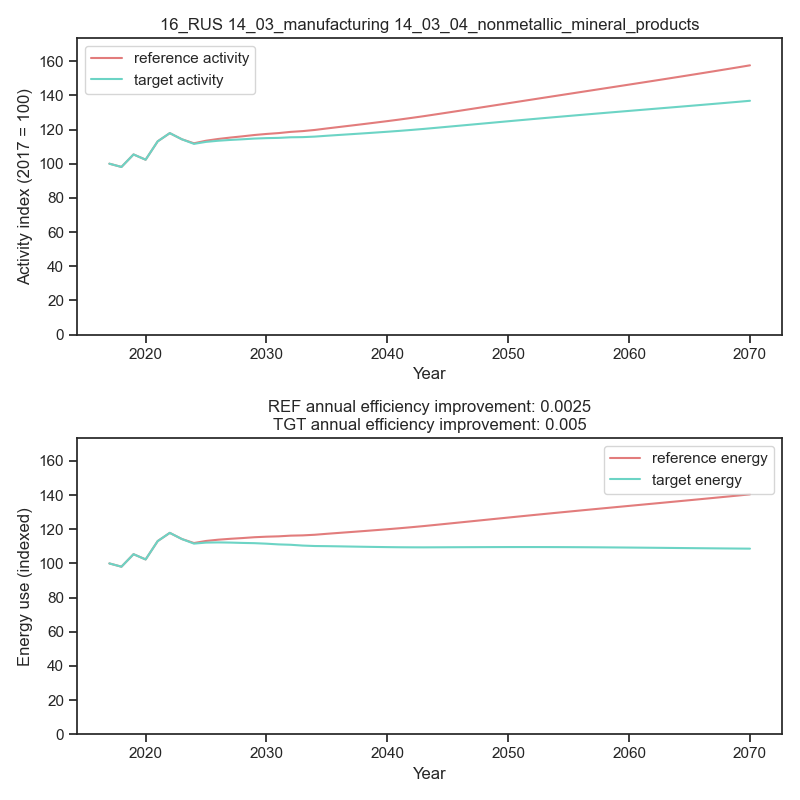 16_RUS 14_03_manufacturing 14_03_04_nonmetallic_mineral_products
reference activity
target activity
Activity index (2017 = 100)
160
140
120
100
80
60
40
20
0
2020
2030
2040
2050
2060
2070
Year
REF annual efficiency improvement: 0.0025
TGT annual efficiency improvement: 0.005
reference energy
target energy
Energy use (indexed)
160
140
120
100
80
60
40
20
0
2020
2030
2040
2050
2060
2070
Year